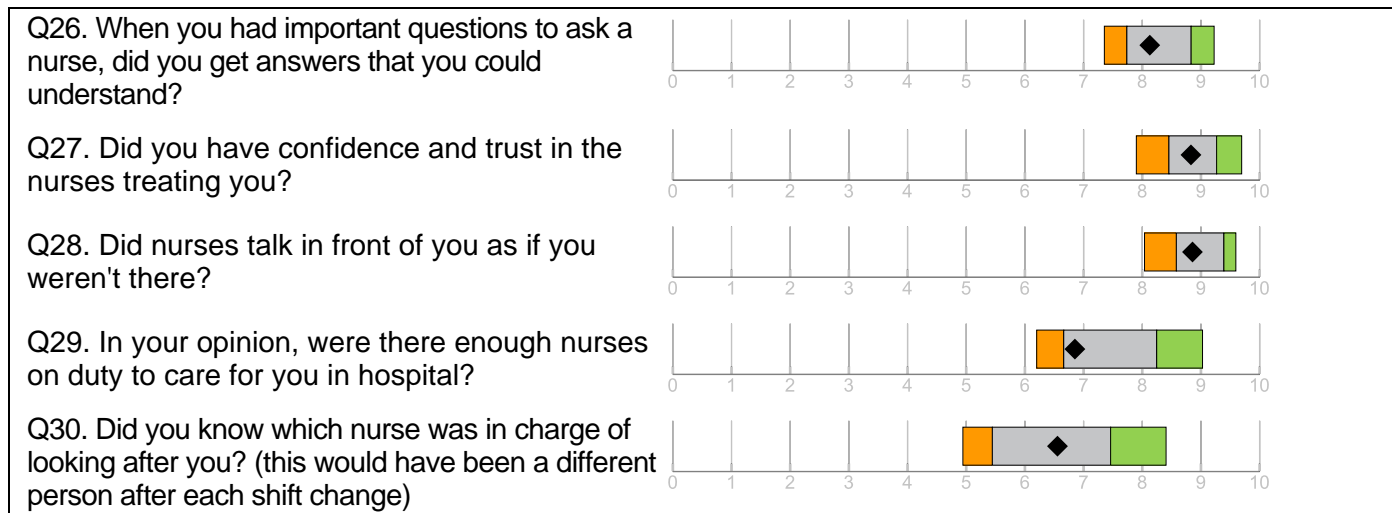 Q26. When you had important questions to ask a
nurse, did you get answers that you could
understand?
0 1 2 3 4 5 6 7 8 9 10
Q27. Did you have confidence and trust in the
nurses treating you?
0 1 2 3 4 5 6 7 8 9 10
Q28. Did nurses talk in front of you as if you
weren't there?
0 1 2 3 4 5 6 7 8 9 10
Q29. In your opinion, were there enough nurses
on duty to care for you in hospital?
0 1 2 3 4 5 6 7 8 9 10
Q30. Did you know which nurse was in charge of
looking after you? (this would have been a different
person after each shift change)
0 1 2 3 4 5 6 7 8 9 10